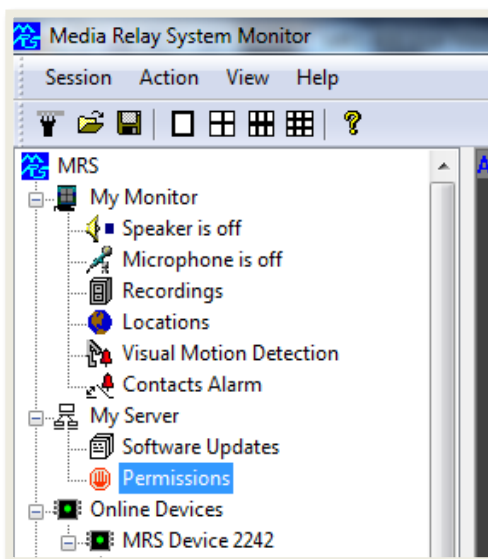 Media Relay System Monitor
Session Action View Help
MRS
My Monitor
Speaker is off
Microphone is off
Recordings
Locations
Visual Motion Detection
Contacts Alarm
My Server
Software Updates
Permissions
Online Devices
MRS Device 2242